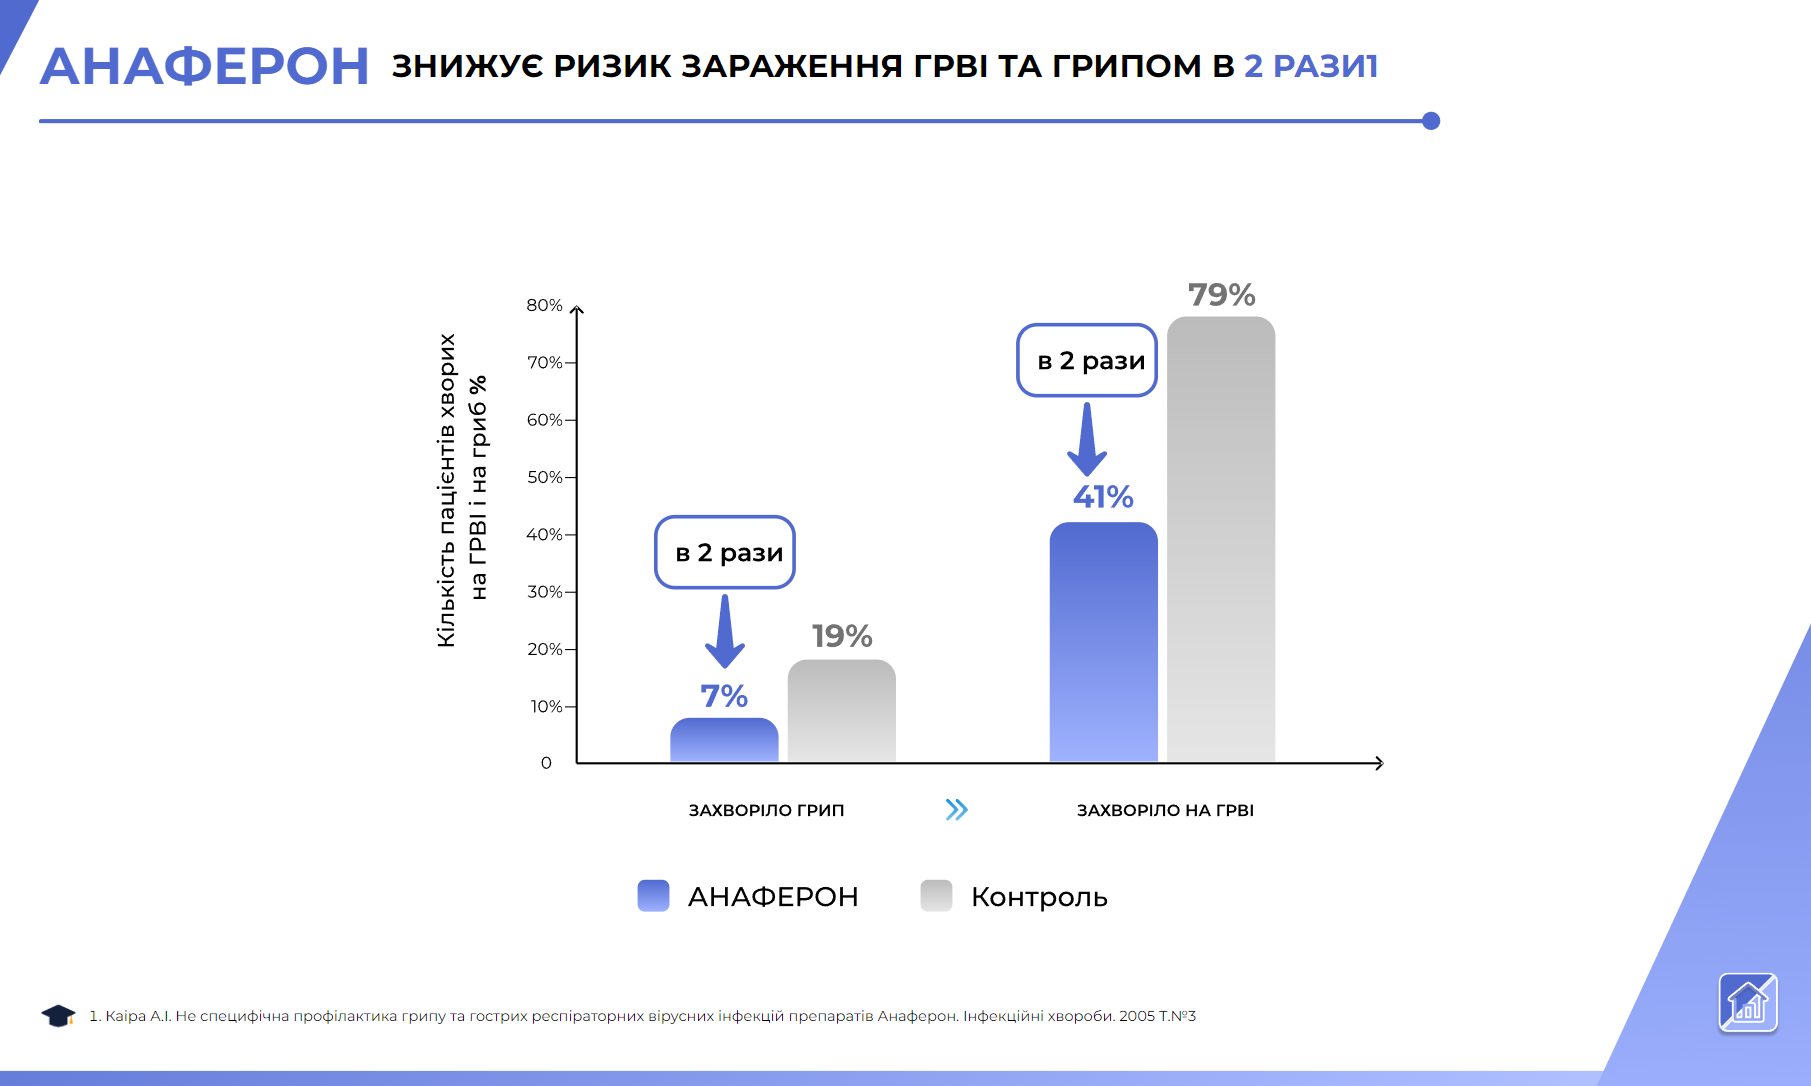 АНАФЕРОН ЗНИЖУЄ РИЗИК ЗАРАЖЕННЯ ГРВІ ТА ГРИПОМ В 2 РАЗИ1
Кількість пацієнтів хворих
на ГРВІ і на гриб %
80%
70%
60%
50%
40%
30%
20%
10%
0
в 2 рази
7%
19%
в 2 рази
41%
79%
ЗАХВОРІЛО ГРИП
ЗАХВОРІЛО НА ГРВІ
АНАФЕРОН
Контроль
1. Каіра А.І. Не специфічна профілактика грипу та гострих респіраторних вірусних інфекцій препаратів Анаферон. Інфекційні хвороби. 2005 Т.№3